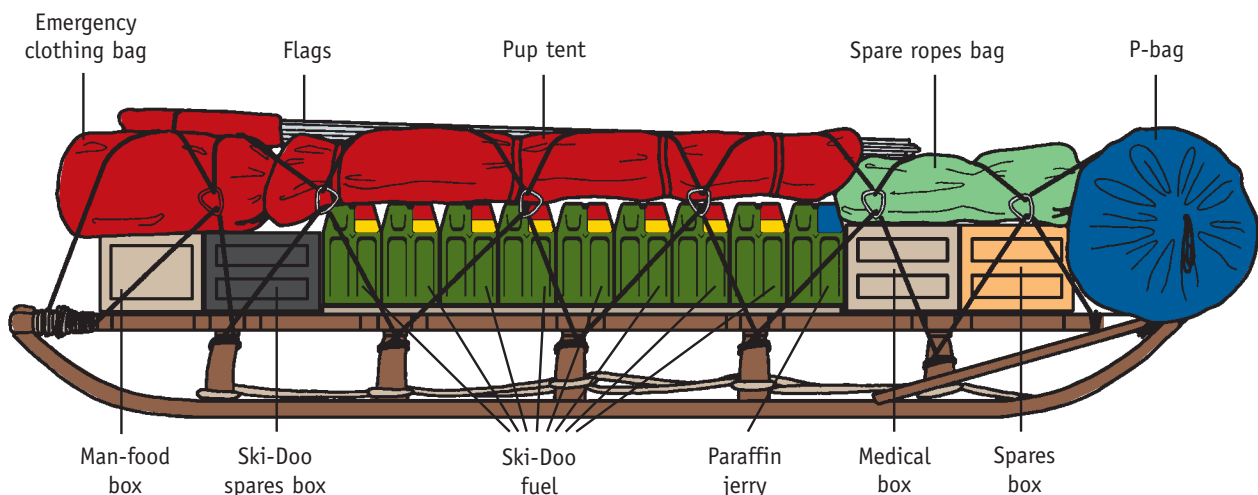 Emergency
clothing bag
Flags
Pup tent
Spare ropes bag
P-bag
Man-food
box
Ski-Doo
spares box
Ski-Doo
fuel
Paraffin
jerry
Medical
box
Spares
box